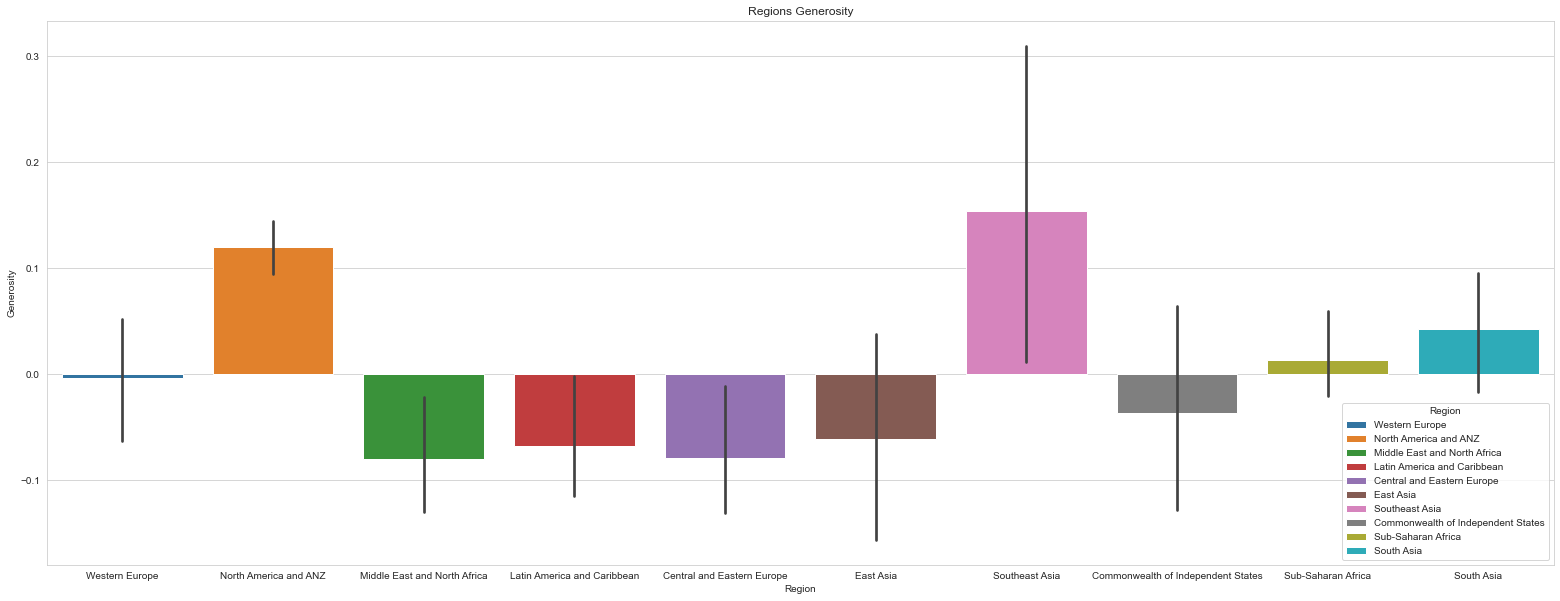 Regions Generosity
0.3
0.2
0.1
0.0
−0.1
Generosity
Western Europe
North America and ANZ
Middle East and North Africa
Latin America and Caribbean
Central and Eastern Europe
East Asia
Southeast Asia
Commonwealth of Independent States
Sub-Saharan Africa
South Asia
Region
Region
Western Europe
North America and ANZ
Middle East and North Africa
Latin America and Caribbean
Central and Eastern Europe
East Asia
Southeast Asia
Commonwealth of Independent States
Sub-Saharan Africa
South Asia